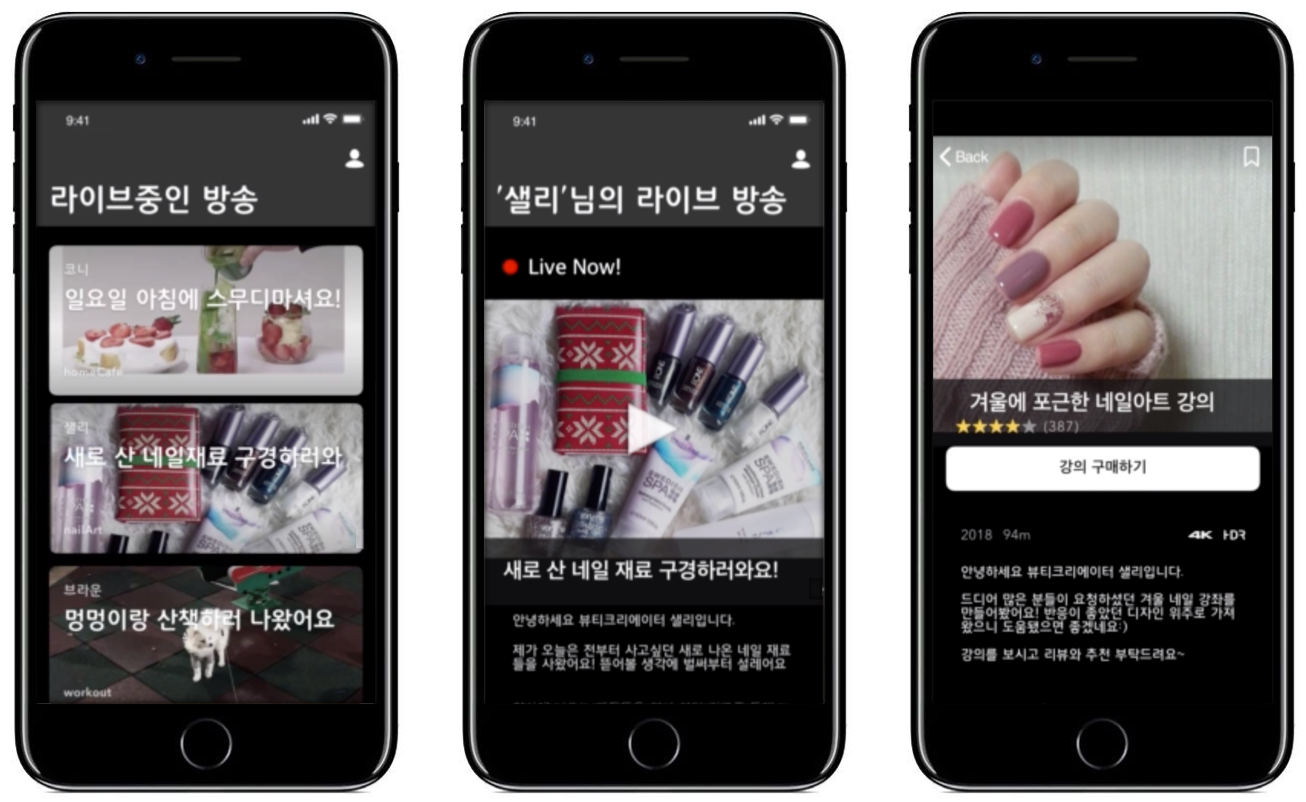 9:41
라이브중인 방송
코니
일요일 아침에 스무디마셔요!
homeCafe
샐리
새로 산 네일재료 구경하러와
nailArt
브라운
멍멍이랑 산책하러 나왔어요
workout
9:41
'샐리'님의 라이브 방송
Live Now!
SPA
새로 산 네일 재료 구경하러와요!
안녕하세요 뷰티크리에이터 샐리입니다.
제가 오늘은 전부터 사고싶던 새로 나온 네일 재료
들을 사왔어요! 뜯어볼 생각에 벌써부터 설레어요
Back
겨울에 포근한 네일아트 강의
(387)
강의 구매하기
2018 94m
4K HDR
안녕하세요 뷰티크리에이터 샐리입니다.
드디어 많은 분들이 요청하셨던 겨울 네일 강좌를
만들어봤어요! 반응이 좋았던 디자인 위주로 가져
왔으니 도움됐으면 좋겠네요:)
강의를 보시고 리뷰와 추천 부탁드려요~